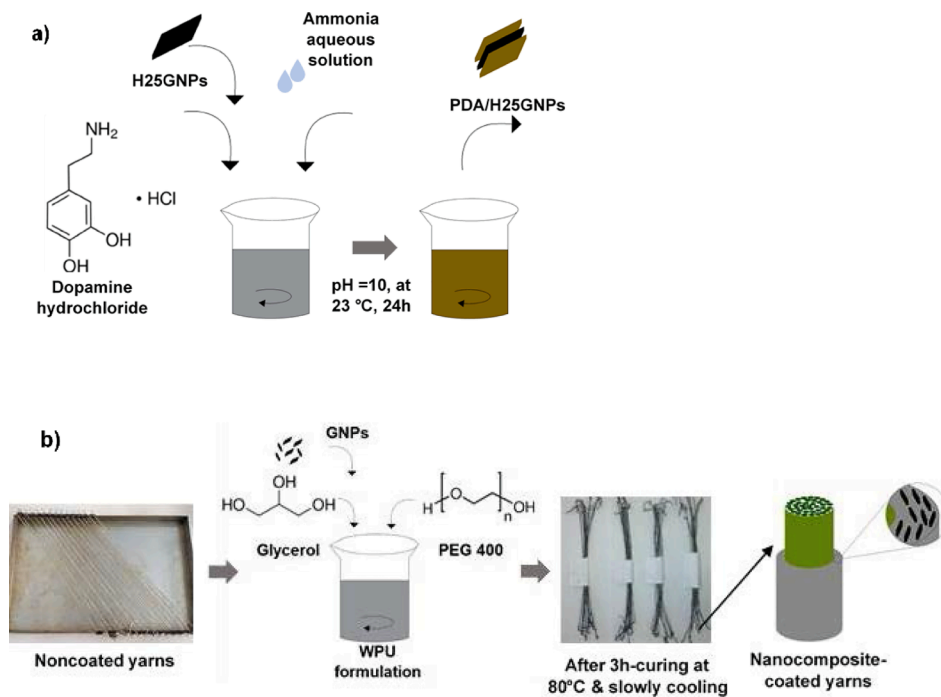 a)
H25GNPs
Ammonia
aqueous
solution
PDA/H25GNPs
NH₂
• HCl
OH
OH
Dopamine
hydrochloride
pH =10, at
23 °C, 24h
b)
GNPs
OH
HO
OH
Glycerol
H
O
n
OH
PEG 400
WPU
formulation
Noncoated yarns
After 3h-curing at
80ºC & slowly cooling
Nanocomposite-
coated yarns